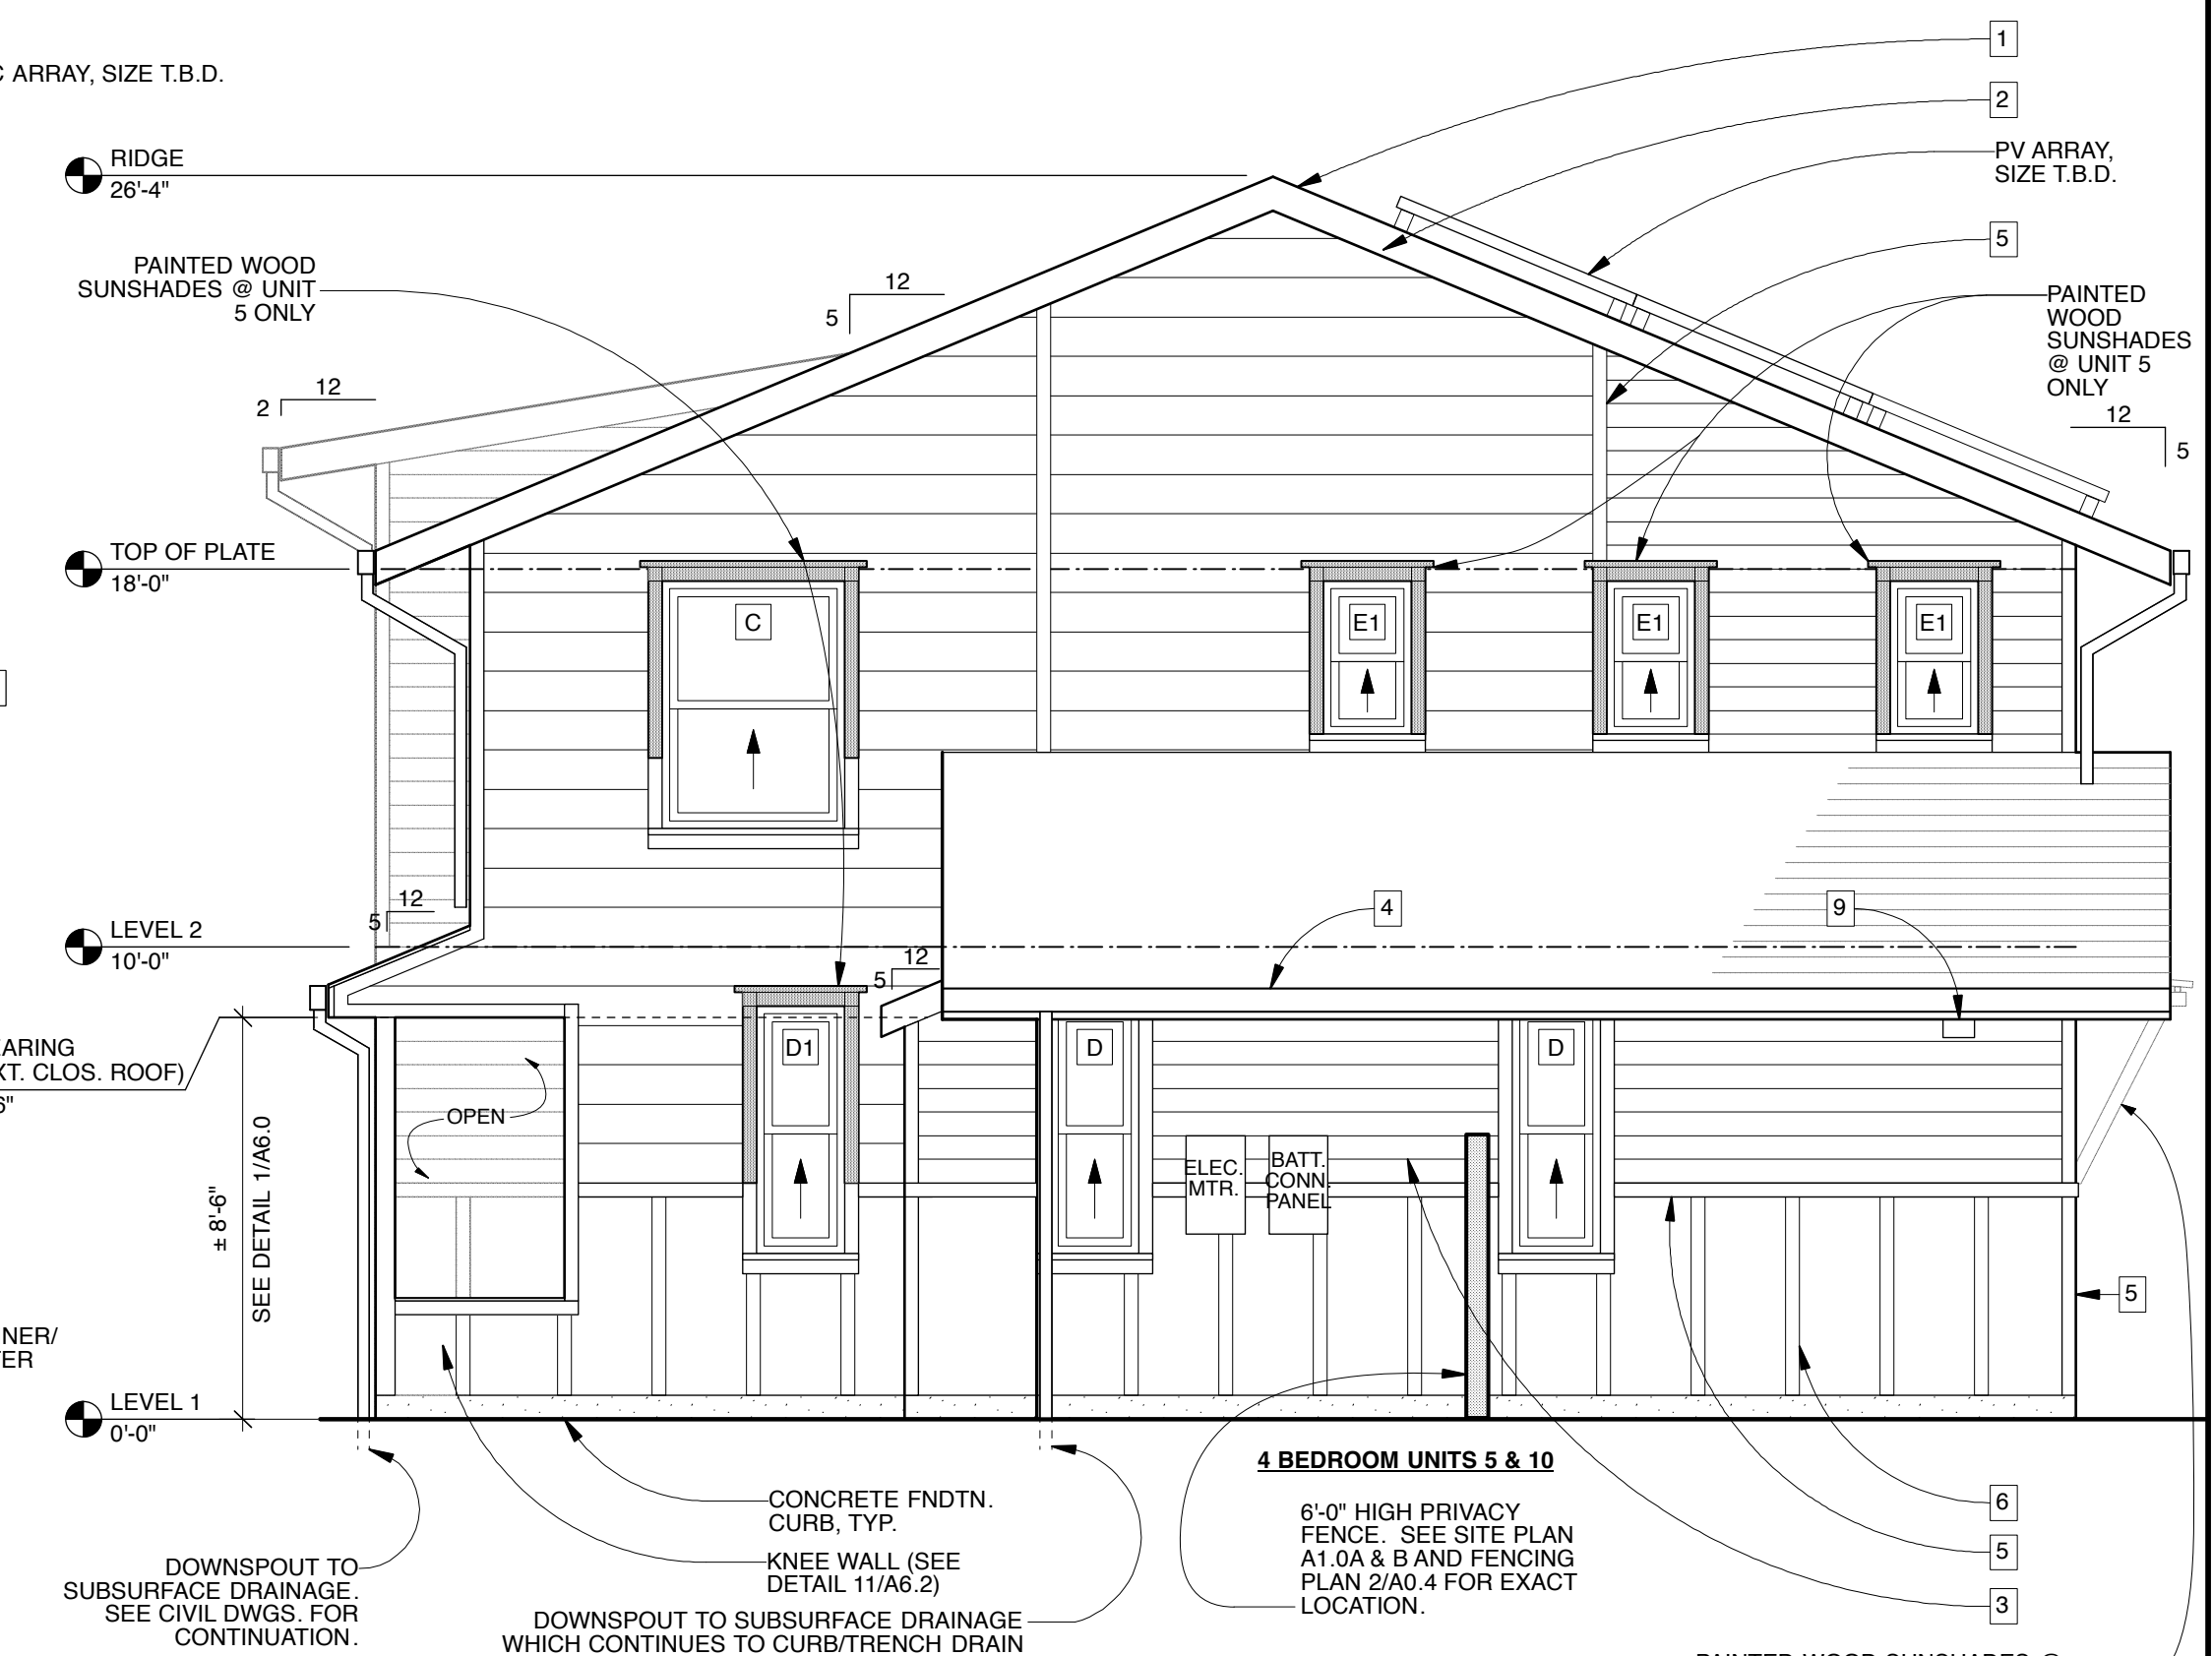 ARRAY, SIZE T.B.D.
RIDGE
26'-4"
PAINTED WOOD
SUNSHADES @ UNIT
5 ONLY
12
5
12
2
1
2
PV ARRAY,
SIZE T.B.D.
5
PAINTED
WOOD
SUNSHADES
@ UNIT 5
ONLY
12
5
TOP OF PLATE
18'-0"
C
E1
E1
E1
12
5
LEVEL 2
10'-0"
12
5
4
9
D1
D
D
OPEN
CLOS. ROOF)
± 8'-6"
SEE DETAIL 1/A6.0
ELEC.
MTR.
BATT.
CONN.
PANEL
5
LEVEL 1
0'-0"
4 BEDROOM UNITS 5 & 10
CONCRETE FNDTN.
CURB, TYP.
KNEE WALL (SEE
DETAIL 11/A6.2)
DOWNSPOUT TO
SUBSURFACE DRAINAGE.
SEE CIVIL DWGS. FOR
CONTINUATION.
DOWNSPOUT TO SUBSURFACE DRAINAGE
WHICH CONTINUES TO CURB/TRENCH DRAIN
6'-0" HIGH PRIVACY
FENCE. SEE SITE PLAN
A1.0A & B AND FENCING
PLAN 2/A0.4 FOR EXACT
LOCATION.
6
5
3
PAINTED WOOD SUNSHADES @